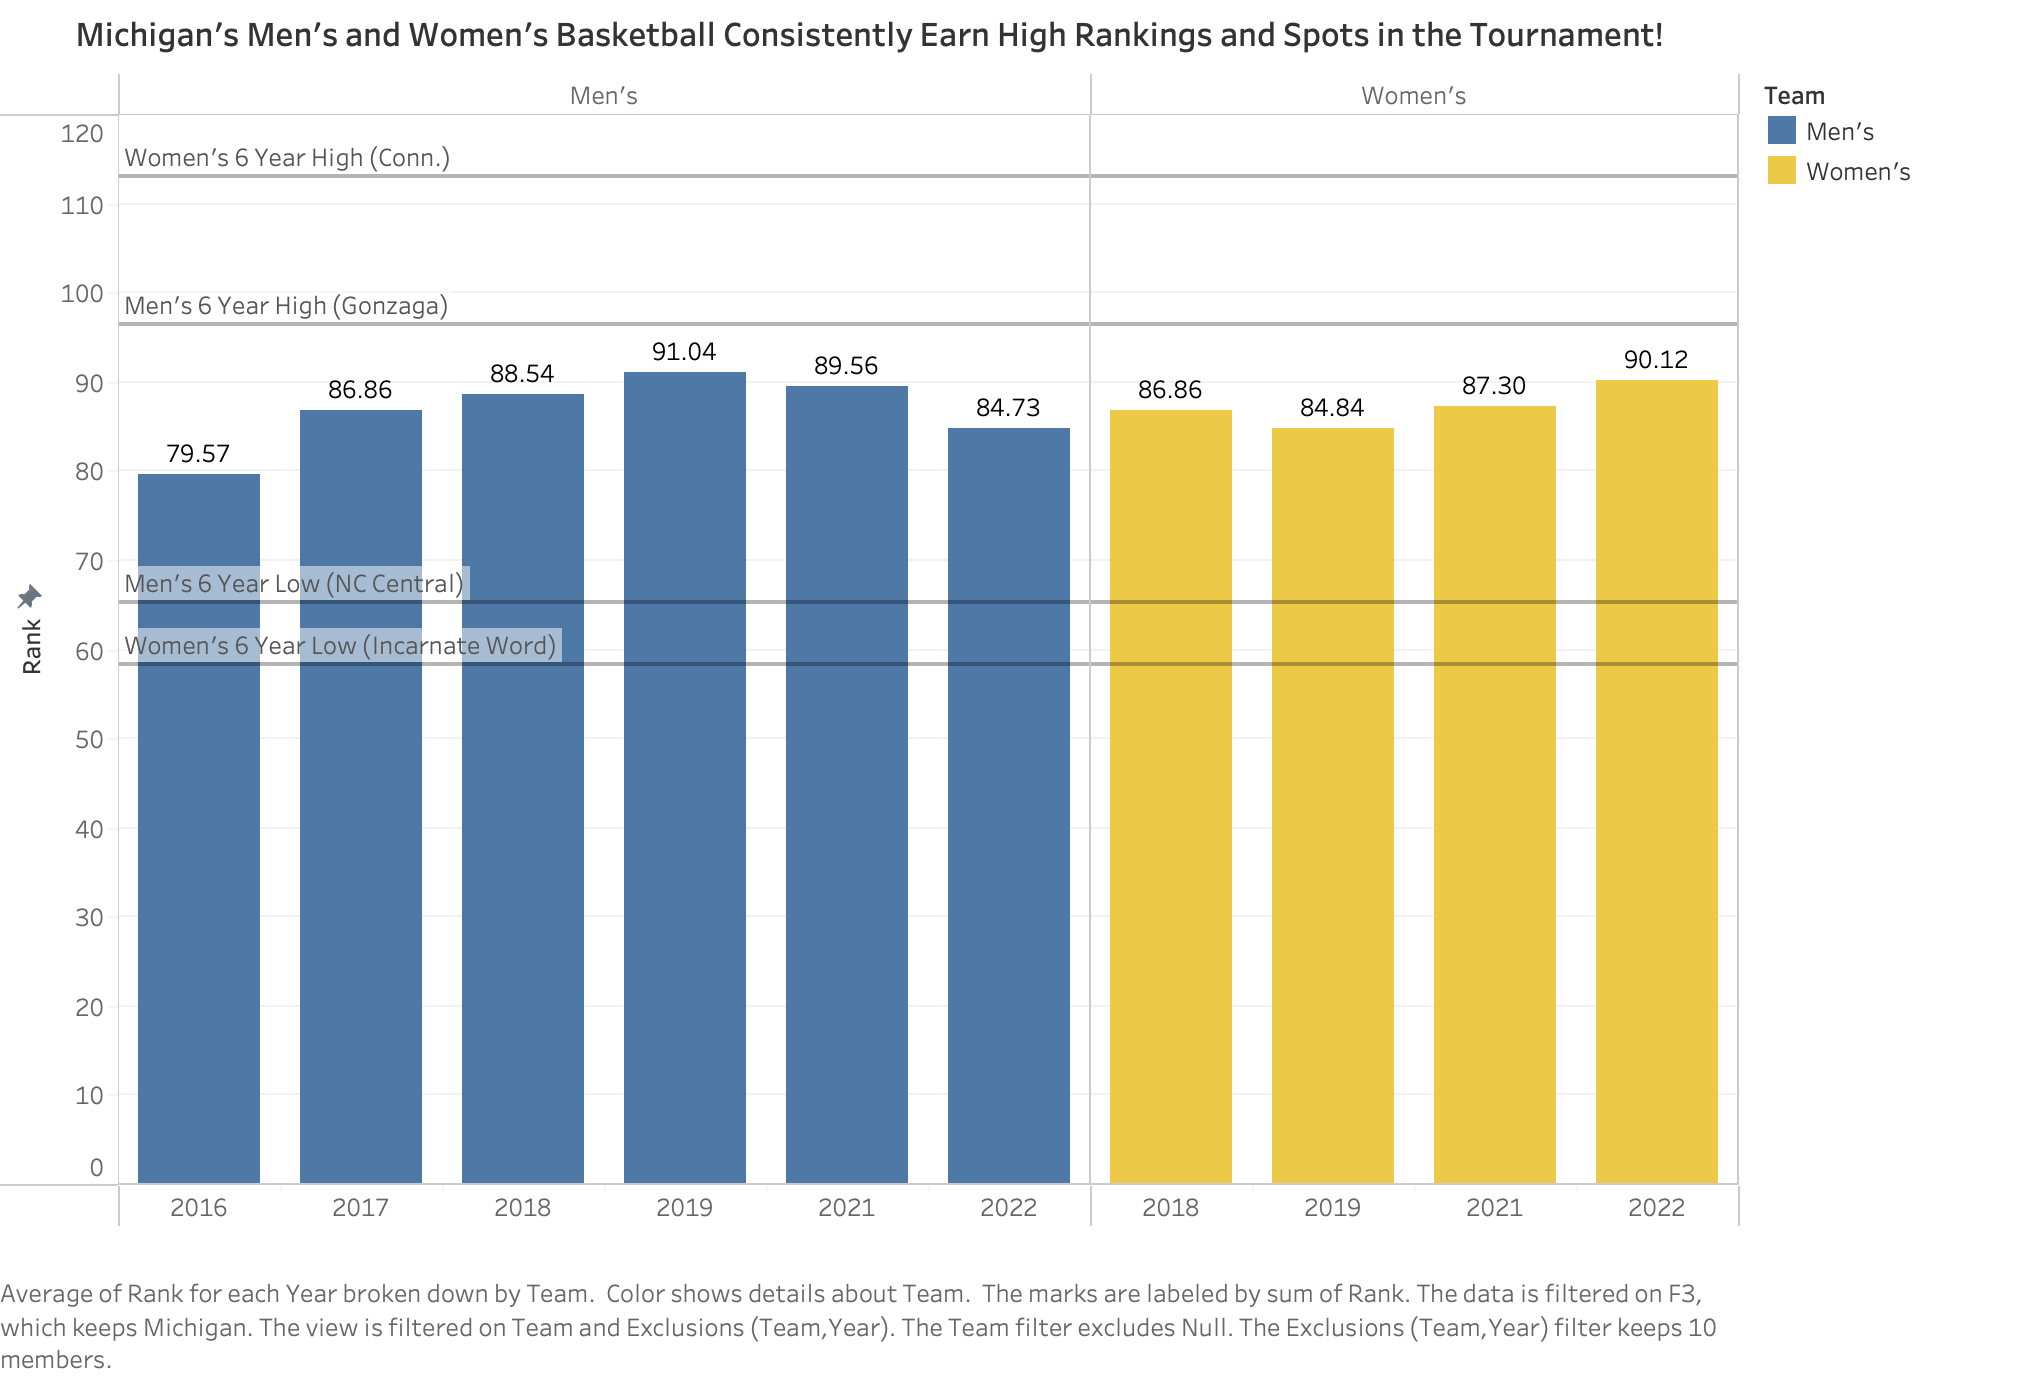 Michigan's Men's and Women's Basketball Consistently Earn High Rankings and Spots in the Tournament!
Men's
Women's
Team
Men's
Women's
120
110
100
90
80
70
60
50
40
30
20
10
0
Rank
Women's 6 Year High (Conn.)
Men's 6 Year High (Gonzaga)
Men's 6 Year Low (NC Central)
Women's 6 Year Low (Incarnate Word)
79.57
86.86
88.54
91.04
89.56
84.73
86.86
84.84
87.30
90.12
2016
2017
2018
2019
2021
2022
2018
2019
2021
2022
Average of Rank for each Year broken down by Team.  Color shows details about Team.  The marks are labeled by sum of Rank. The data is filtered on F3,
which keeps Michigan. The view is filtered on Team and Exclusions (Team,Year). The Team filter excludes Null. The Exclusions (Team,Year) filter keeps 10
members.